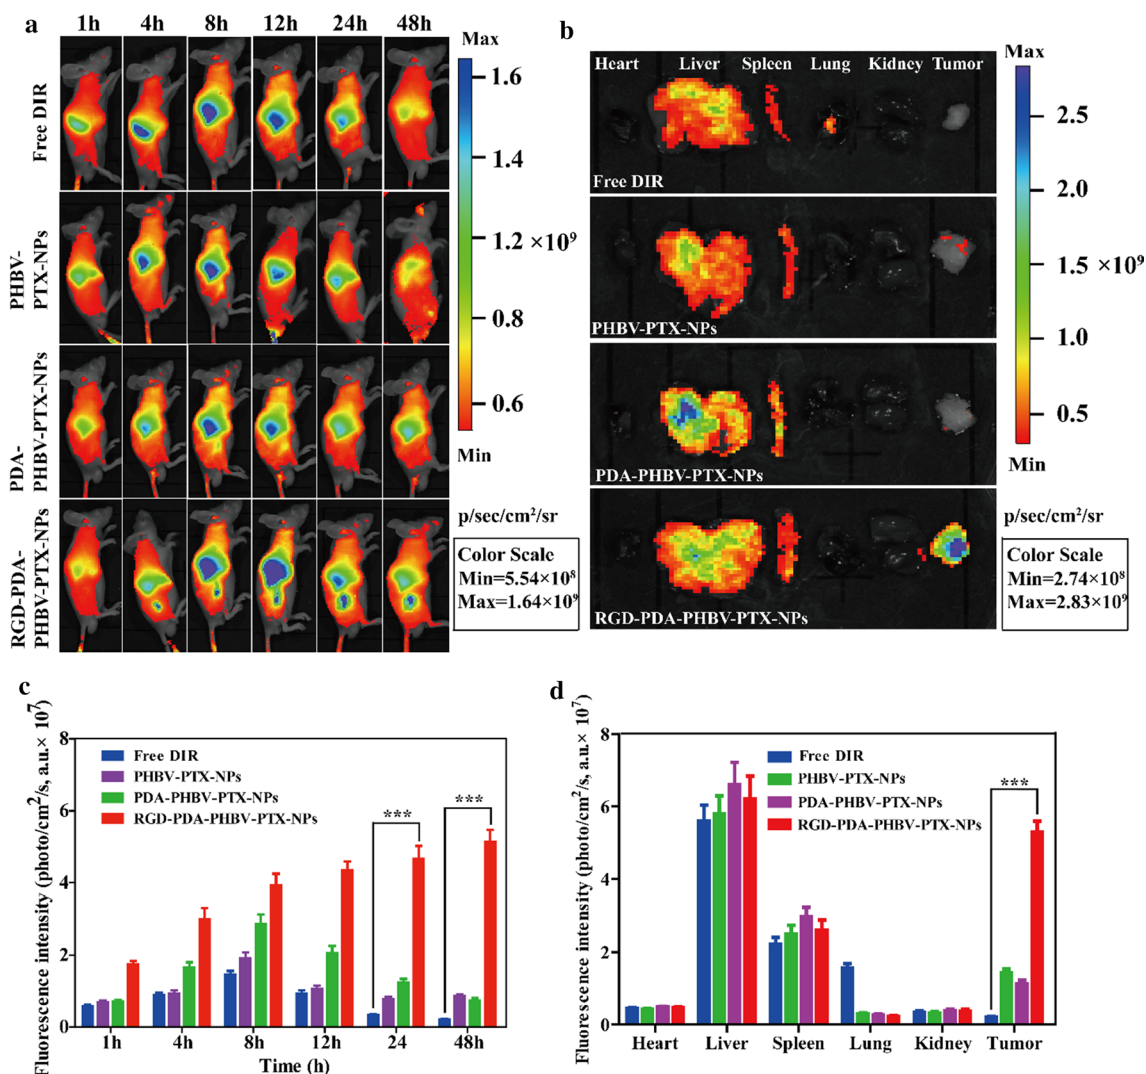 a
1h 4h 8h 12h 24h 48h
Free DIR
PHBV-
PTX-NPs
PDA-
PHBV-PTX-NPs
RGD-PDA-
PHBV-PTX-NPs
Max
1.6
1.4
1.2 ×10⁹
1.0
0.8
0.6
Min
p/sec/cm²/sr
Color Scale
Min=5.54×10⁸
Max=1.64×10⁹
b
Heart Liver Spleen Lung Kidney Tumor
Free DIR
PHBV-PTX-NPs
PDA-PHBV-PTX-NPs
RGD-PDA-PHBV-PTX-NPs
Max
2.5
2.0
1.5 ×10⁹
1.0
0.5
Min
p/sec/cm²/sr
Color Scale
Min=2.74×10⁸
Max=2.83×10⁹
c
Fluorescence intensity (photo/cm²/s, a.u.× 10⁷)
8
6
4
2
0
Free DIR
PHBV-PTX-NPs
PDA-PHBV-PTX-NPs
RGD-PDA-PHBV-PTX-NPs
***
***
1h 4h 8h 12h 24 48h
Time (h)
d
Fluorescence intensity (photo/cm²/s, a.u.× 10⁷)
8
6
4
2
0
Free DIR
PHBV-PTX-NPs
PDA-PHBV-PTX-NPs
RGD-PDA-PHBV-PTX-NPs
***
Heart Liver Spleen Lung Kidney Tumor